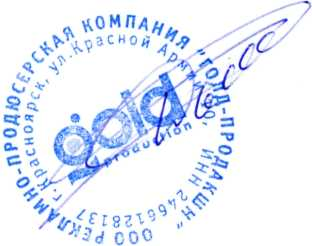 ООО РЕКЛАМНО-ПРОДЮСЕРСКАЯ КОМПАНИЯ "ГОЛД-ПРОДАКШН"
г.Красноярск, ул.Красной Армии
ИНН 2466128137
gold
production